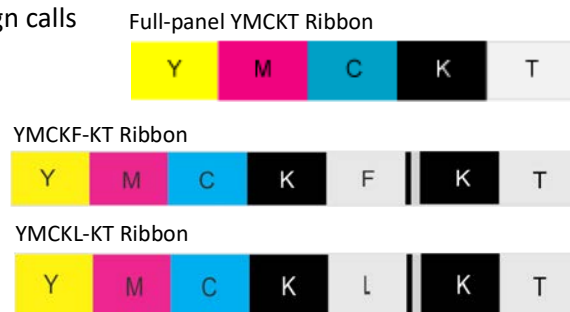 gn calls
Full-panel YMCKT Ribbon
Y M C K T
YMCKF-KT Ribbon
Y M C K F K T
YMCKL-KT Ribbon
Y M C K L K T